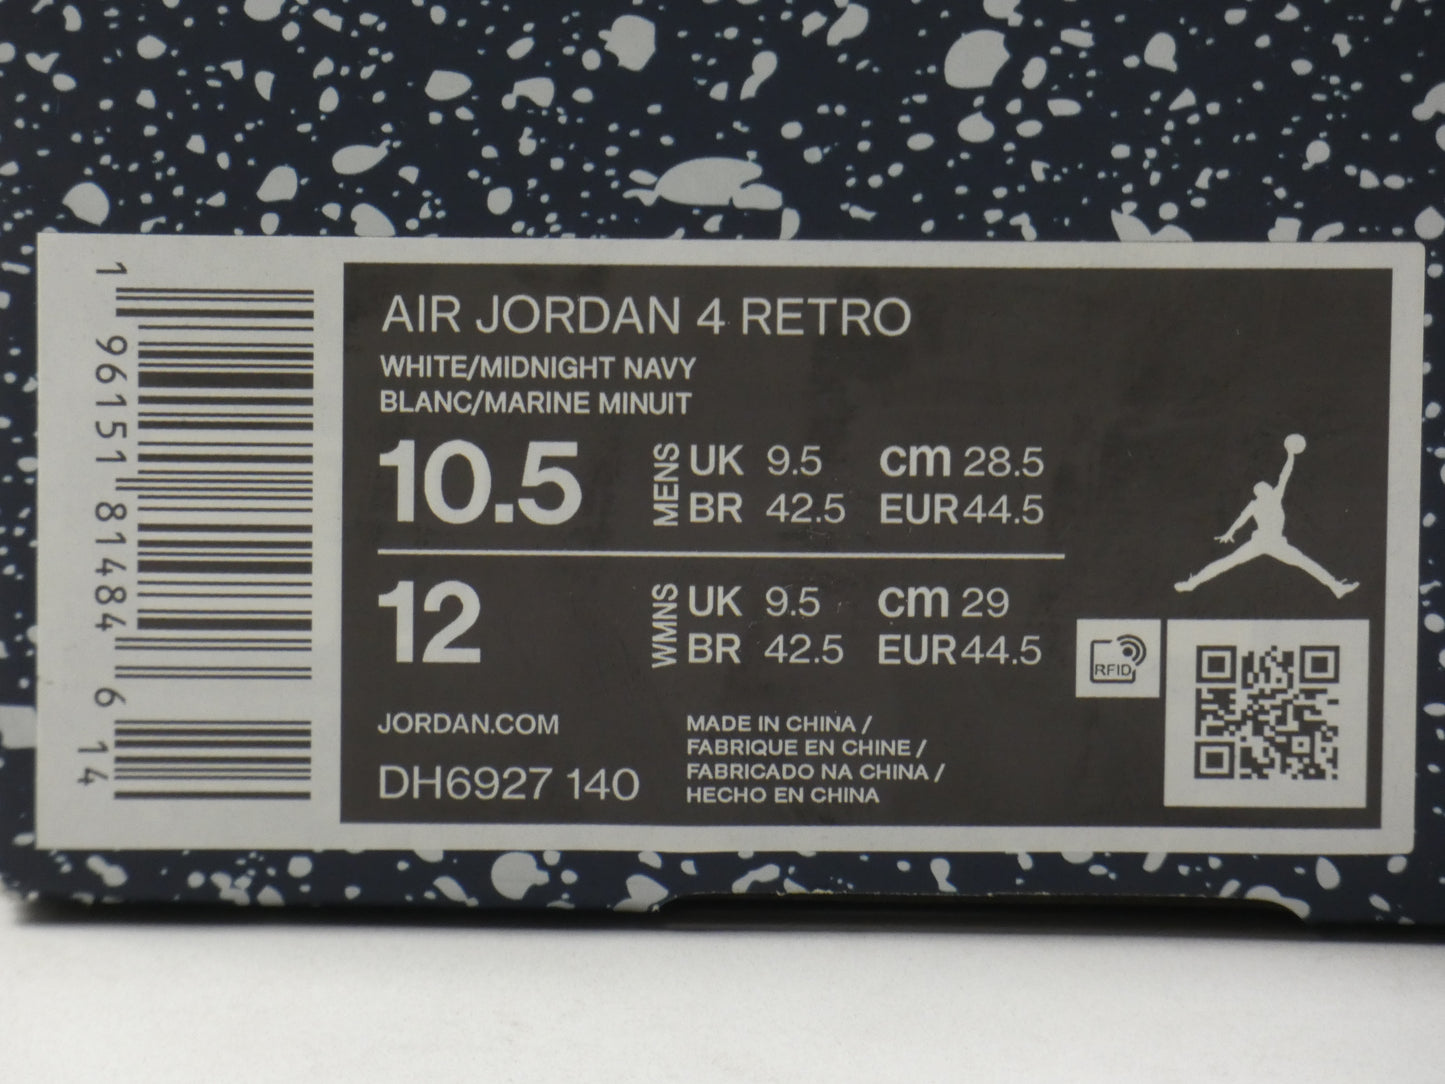 1 96151 81484 6 14
AIR JORDAN 4 RETRO
WHITE/MIDNIGHT NAVY
BLANC/MARINE MINUIT
10.5 MENS UK 9.5 cm 28.5
BR 42.5 EUR 44.5
12 WMNS UK 9.5 cm 29
BR 42.5 EUR 44.5
RFID
JORDAN.COM
DH6927 140
MADE IN CHINA /
FABRIQUE EN CHINE /
FABRICADO NA CHINA /
HECHO EN CHINA